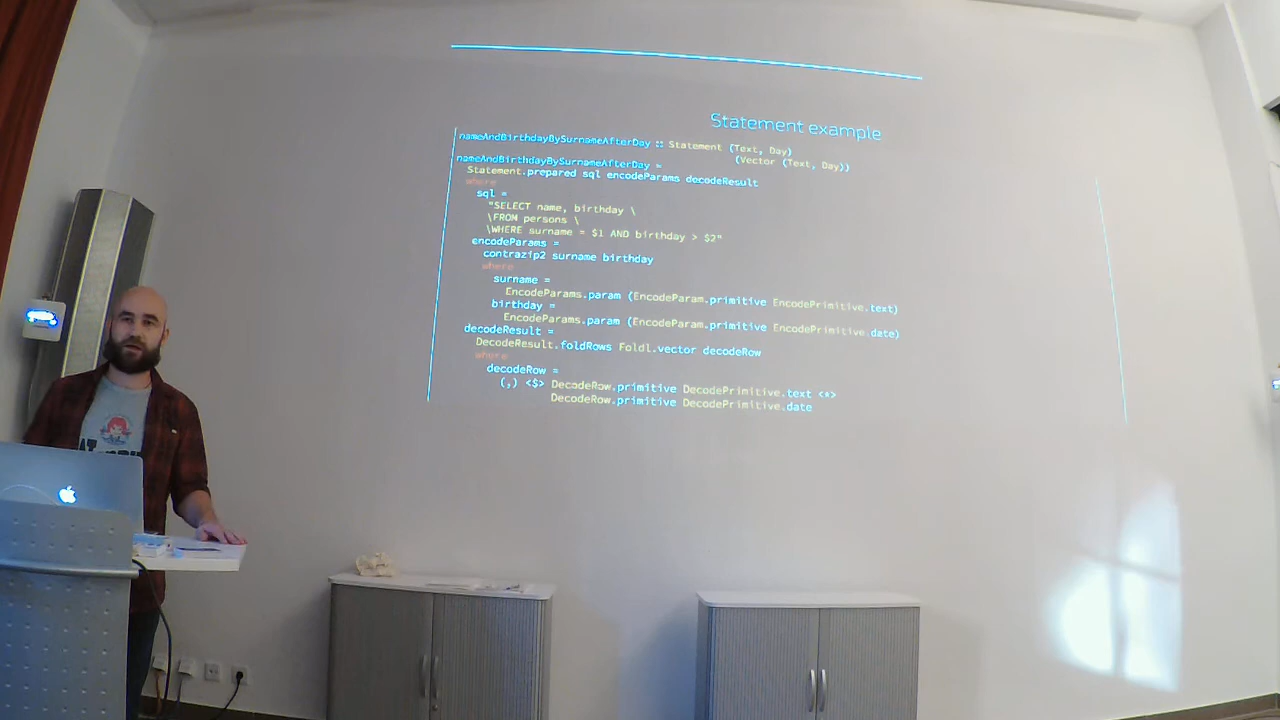 Statement example
nameAndBirthdayBySurnameAfterDay :: Statement (Text, Day)
(Vector (Text, Day))
nameAndBirthdayBySurnameAfterDay =
Statement.prepared sql encodeParams decodeResult
where
sql =
"SELECT name, birthday \
\FROM persons \
\WHERE surname = $1 AND birthday > $2"
encodeParams =
contrazip2 surname birthday
where
surname =
EncodeParams.param (EncodeParam.primitive EncodePrimitive.text)
birthday =
EncodeParams.param (EncodeParam.primitive EncodePrimitive.date)
decodeResult =
DecodeResult.foldRows Foldl.vector decodeRow
where
decodeRow =
(,) <$> DecodeRow.primitive DecodePrimitive.text <*>
DecodeRow.primitive DecodePrimitive.date